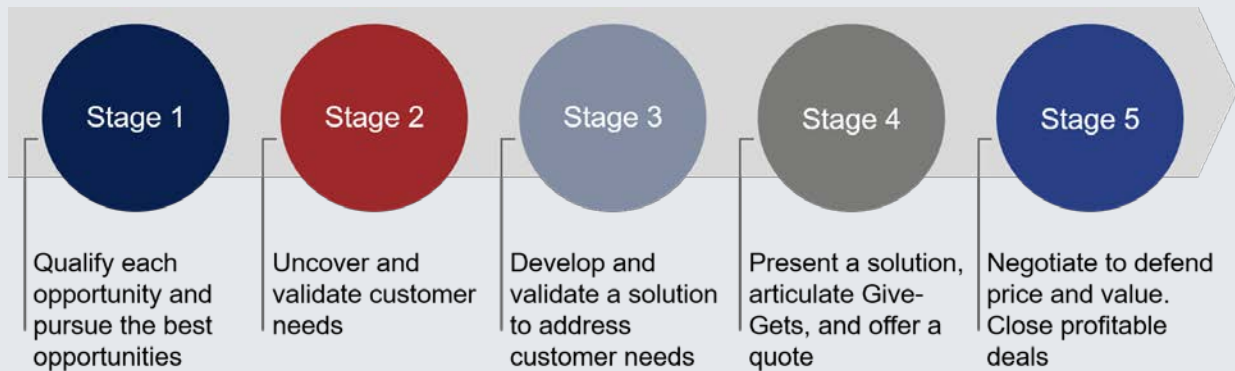 Stage 1
Stage 2
Stage 3
Stage 4
Stage 5
Qualify each
opportunity and
pursue the best
opportunities
Uncover and
validate customer
needs
Develop and
validate a solution
to address
customer needs
Present a solution,
articulate Give-
Gets, and offer a
quote
Negotiate to defend
price and value.
Close profitable
deals